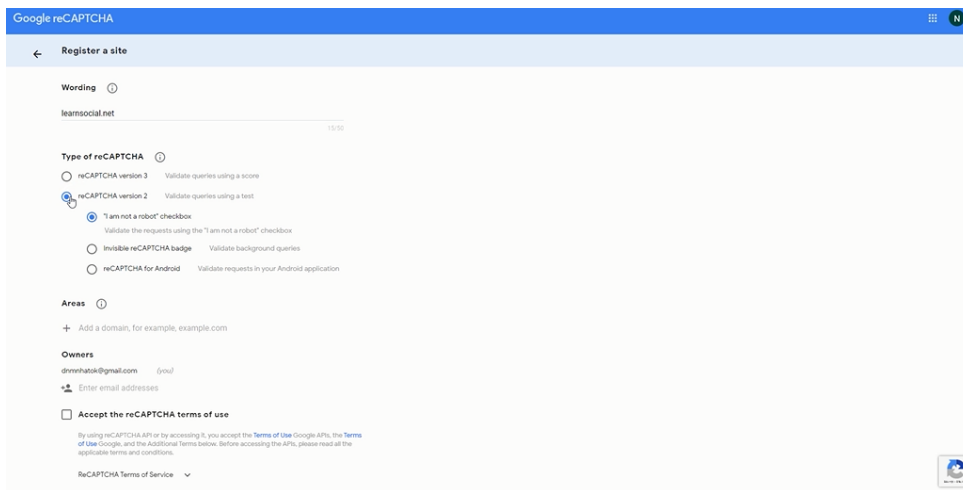 Google reCAPTCHA
N
Register a site
Wording
learnsocial.net
15/50
Type of reCAPTCHA
reCAPTCHA version 3 Validate queries using a score
reCAPTCHA version 2 Validate queries using a test
"I am not a robot" checkbox
Validate the requests using the "I am not a robot" checkbox
Invisible reCAPTCHA badge Validate background queries
reCAPTCHA for Android Validate requests in your Android application
Areas
Add a domain, for example, example.com
Owners
dnmnhatok@gmail.com (you)
Enter email addresses
Accept the reCAPTCHA terms of use
By using reCAPTCHA API or by accessing it, you accept the Terms of Use Google APIs, the Terms
of Use Google, and the Additional Terms below. Before accessing the APIs, please read all the
applicable terms and conditions.
ReCAPTCHA Terms of Service